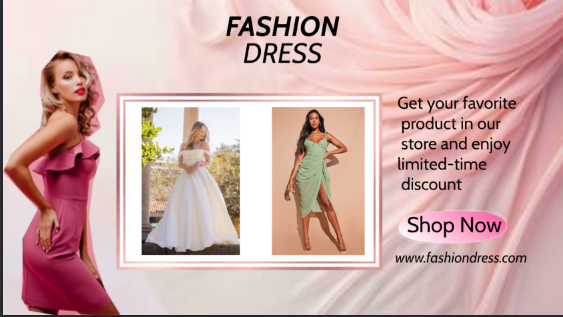 FASHION
DRESS
Get your favorite
product in our
store and enjoy
limited-time
discount
Shop Now
www.fashiondress.com